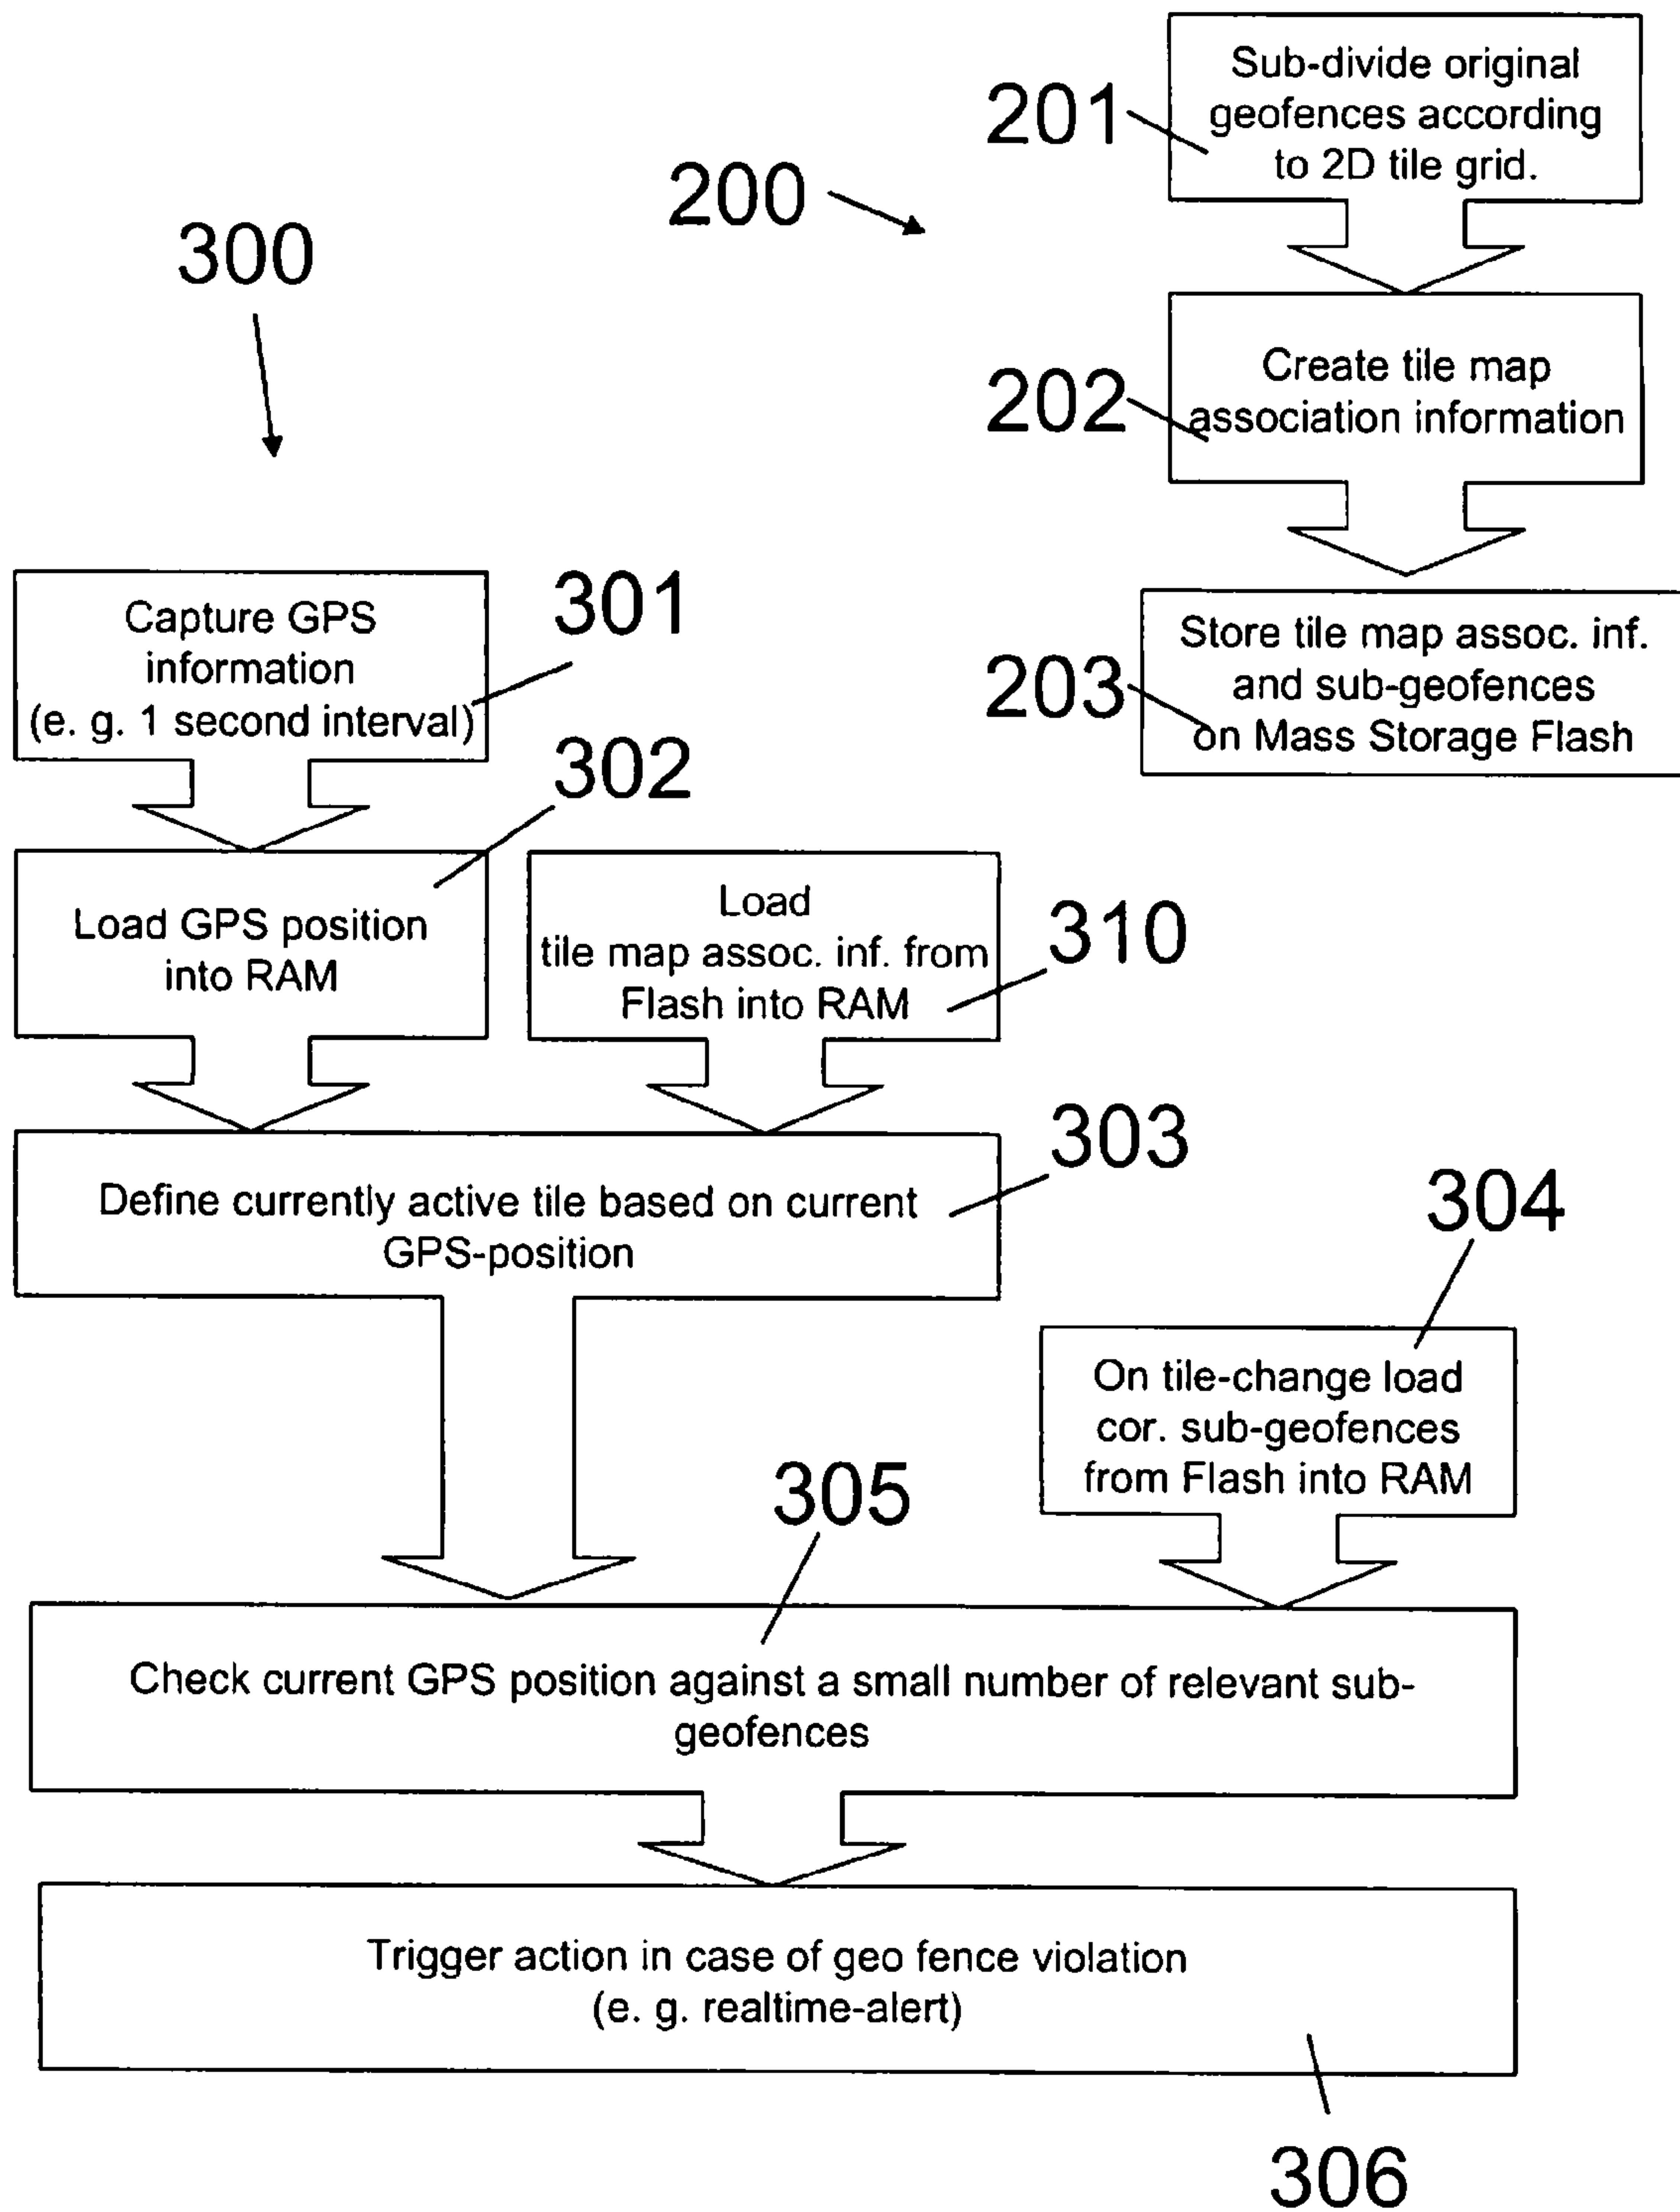 Sub-divide original
geofences according
to 2D tile grid.
201
200
300
Create tile map
association information
202
Store tile map assoc. inf.
and sub-geofences
on Mass Storage Flash
203
Capture GPS
information
(e. g. 1 second interval)
301
302
Load GPS position
into RAM
Load
tile map assoc. inf. from
Flash into RAM
310
Define currently active tile based on current
GPS-position
303
304
On tile-change load
cor. sub-geofences
from Flash into RAM
305
Check current GPS position against a small number of relevant sub-
geofences
Trigger action in case of geo fence violation
(e. g. realtime-alert)
306